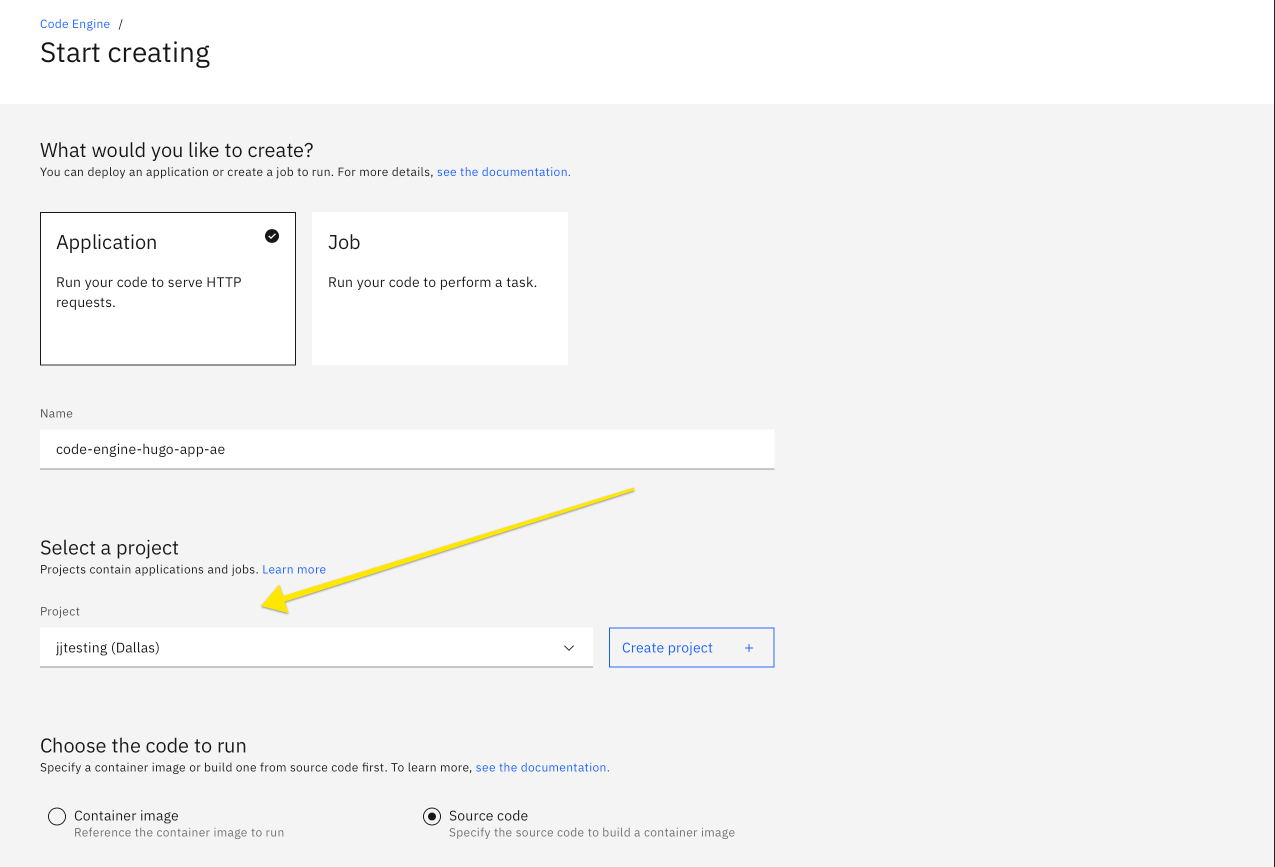 Code Engine /
Start creating
What would you like to create?
You can deploy an application or create a job to run. For more details, see the documentation.
Application
Run your code to serve HTTP
requests.
Job
Run your code to perform a task.
Name
code-engine-hugo-app-ae
Select a project
Projects contain applications and jobs. Learn more
Project
jjtesting (Dallas)
Create project +
Choose the code to run
Specify a container image or build one from source code first. To learn more, see the documentation.
Container image
Reference the container image to run
Source code
Specify the source code to build a container image